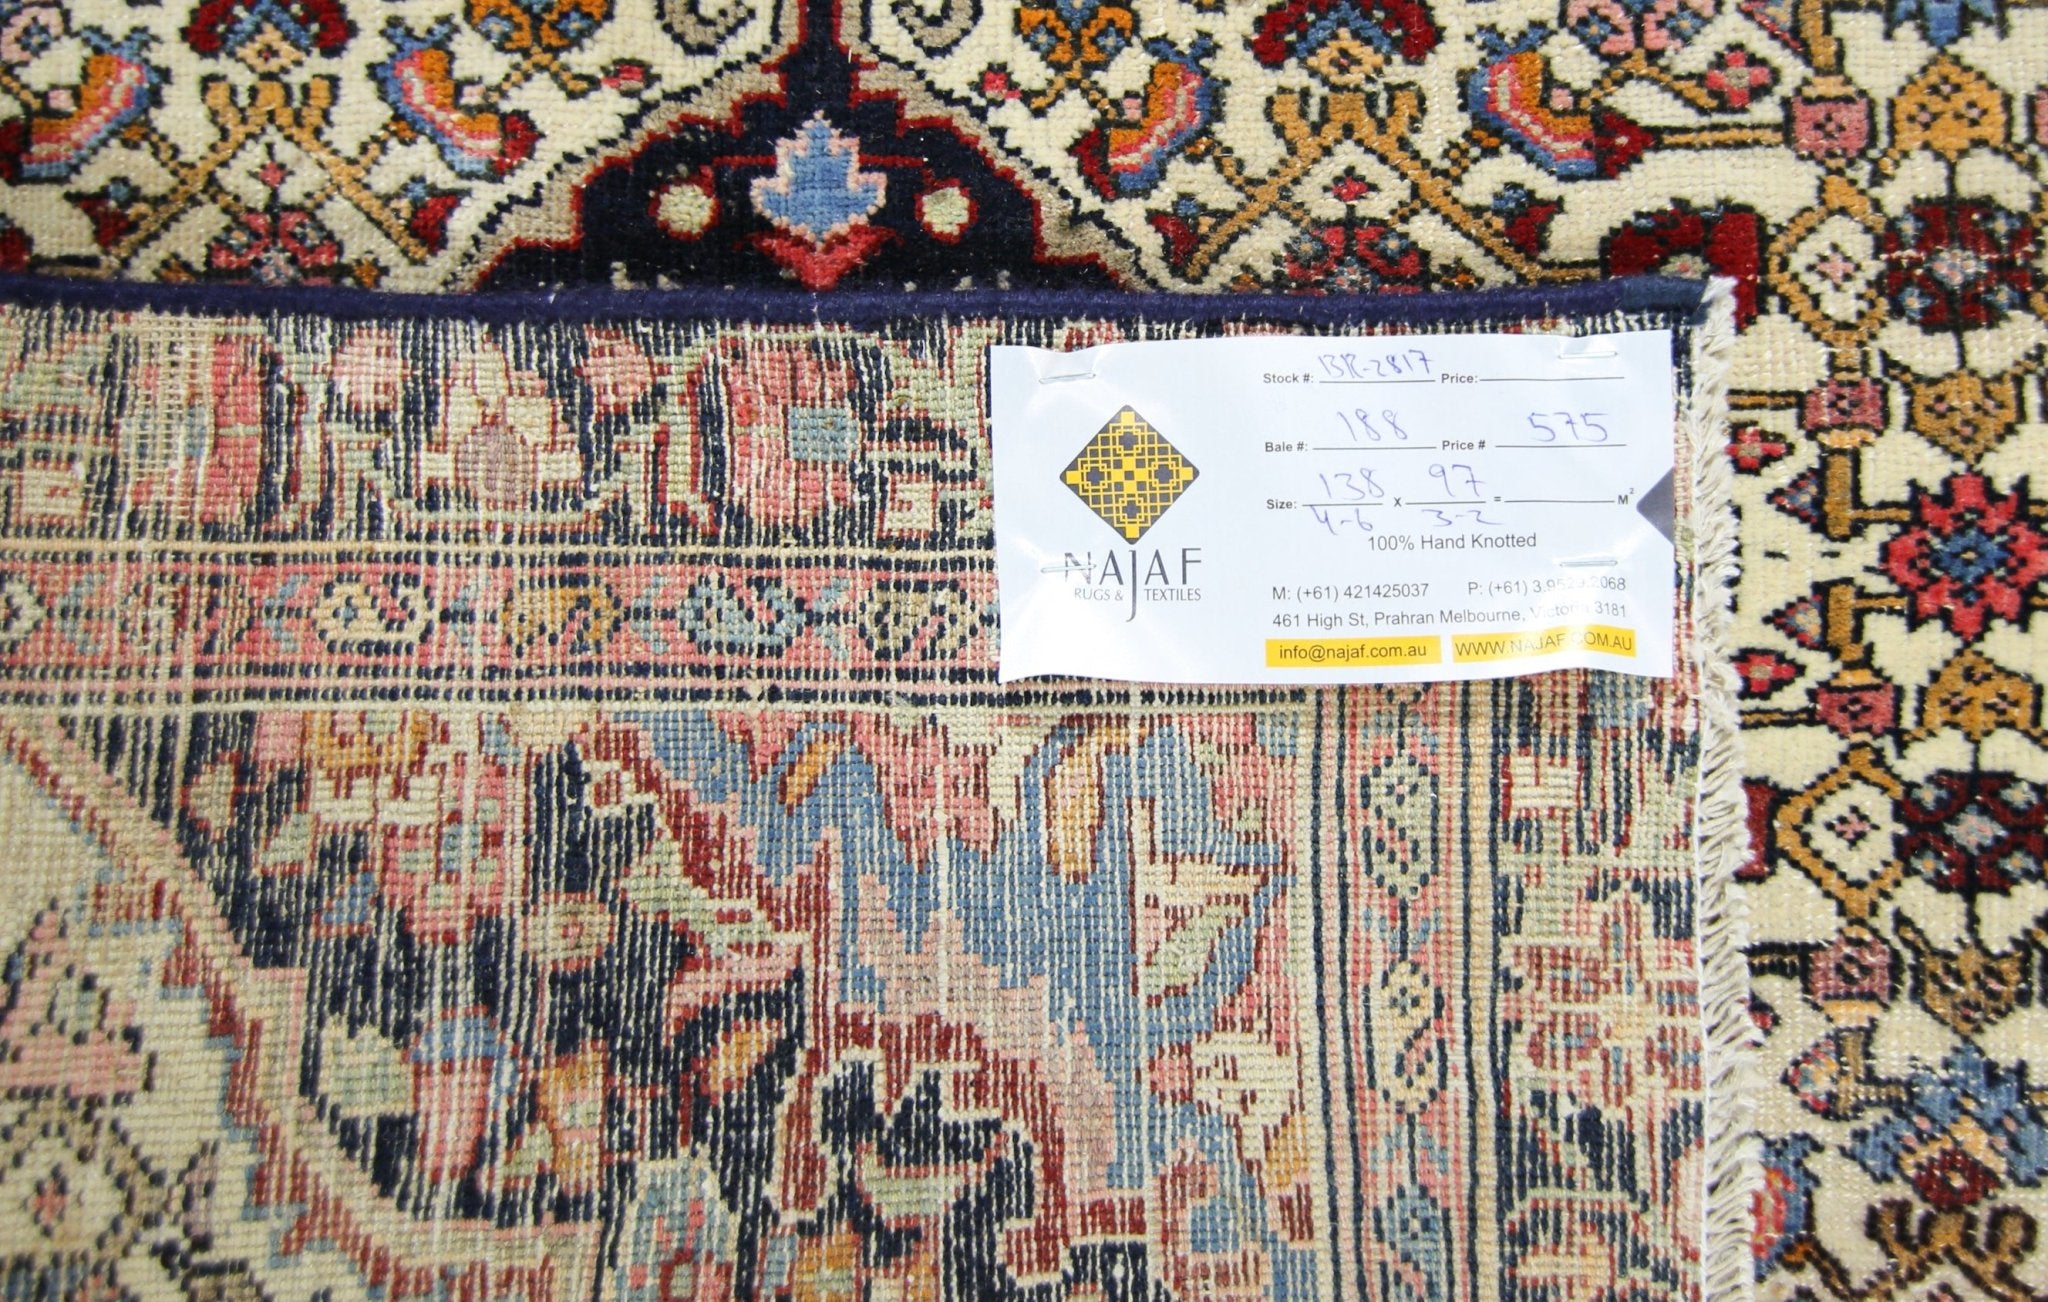 Stock #: BR-2817 Price:
Bale #: 188 Price # 575
Size: 138 x 97 = M²
4-6 3-2
100% Hand Knotted
NAJAF
RUGS & TEXTILES
M: (+61) 421425037 P: (+61) 3.9529.2068
461 High St, Prahran Melbourne, Victoria 3181
info@najaf.com.au WWW.NAJAF.COM.AU